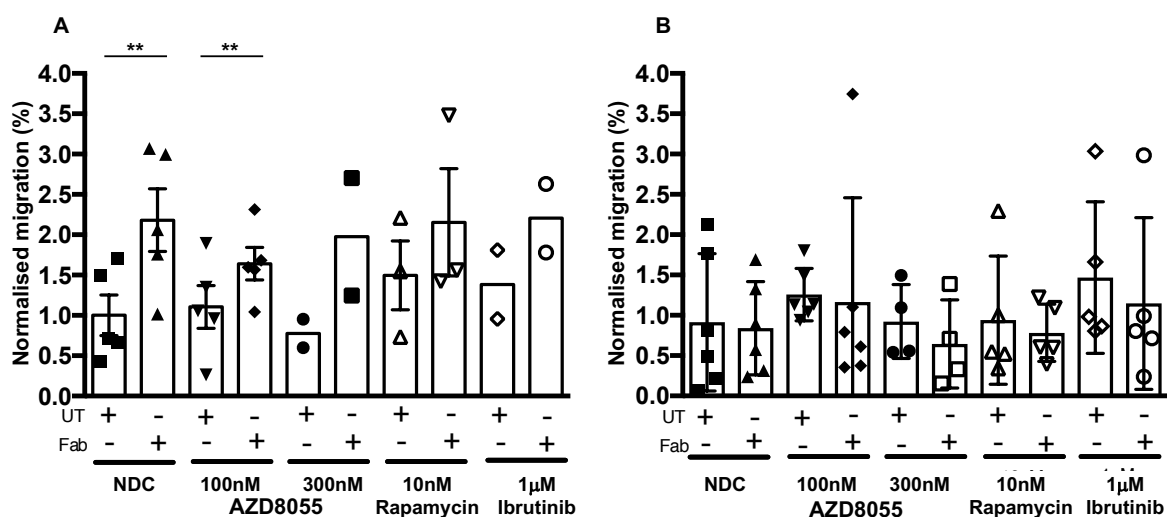 A
** **
4.0
3.5
3.0
2.5
2.0
1.5
1.0
0.5
0.0
Normalised migration (%)
UT + - + - + - + - + -
Fab - + - + - + - + - +
NDC 100nM 300nM 10nM 1µM
AZD8055 Rapamycin Ibrutinib
B
4.0
3.5
3.0
2.5
2.0
1.5
1.0
0.5
0.0
Normalised migration (%)
UT + - + - + - + - + -
Fab - + - + - + - + - +
NDC 100nM 300nM
AZD8055 Rapamycin Ibrutinib